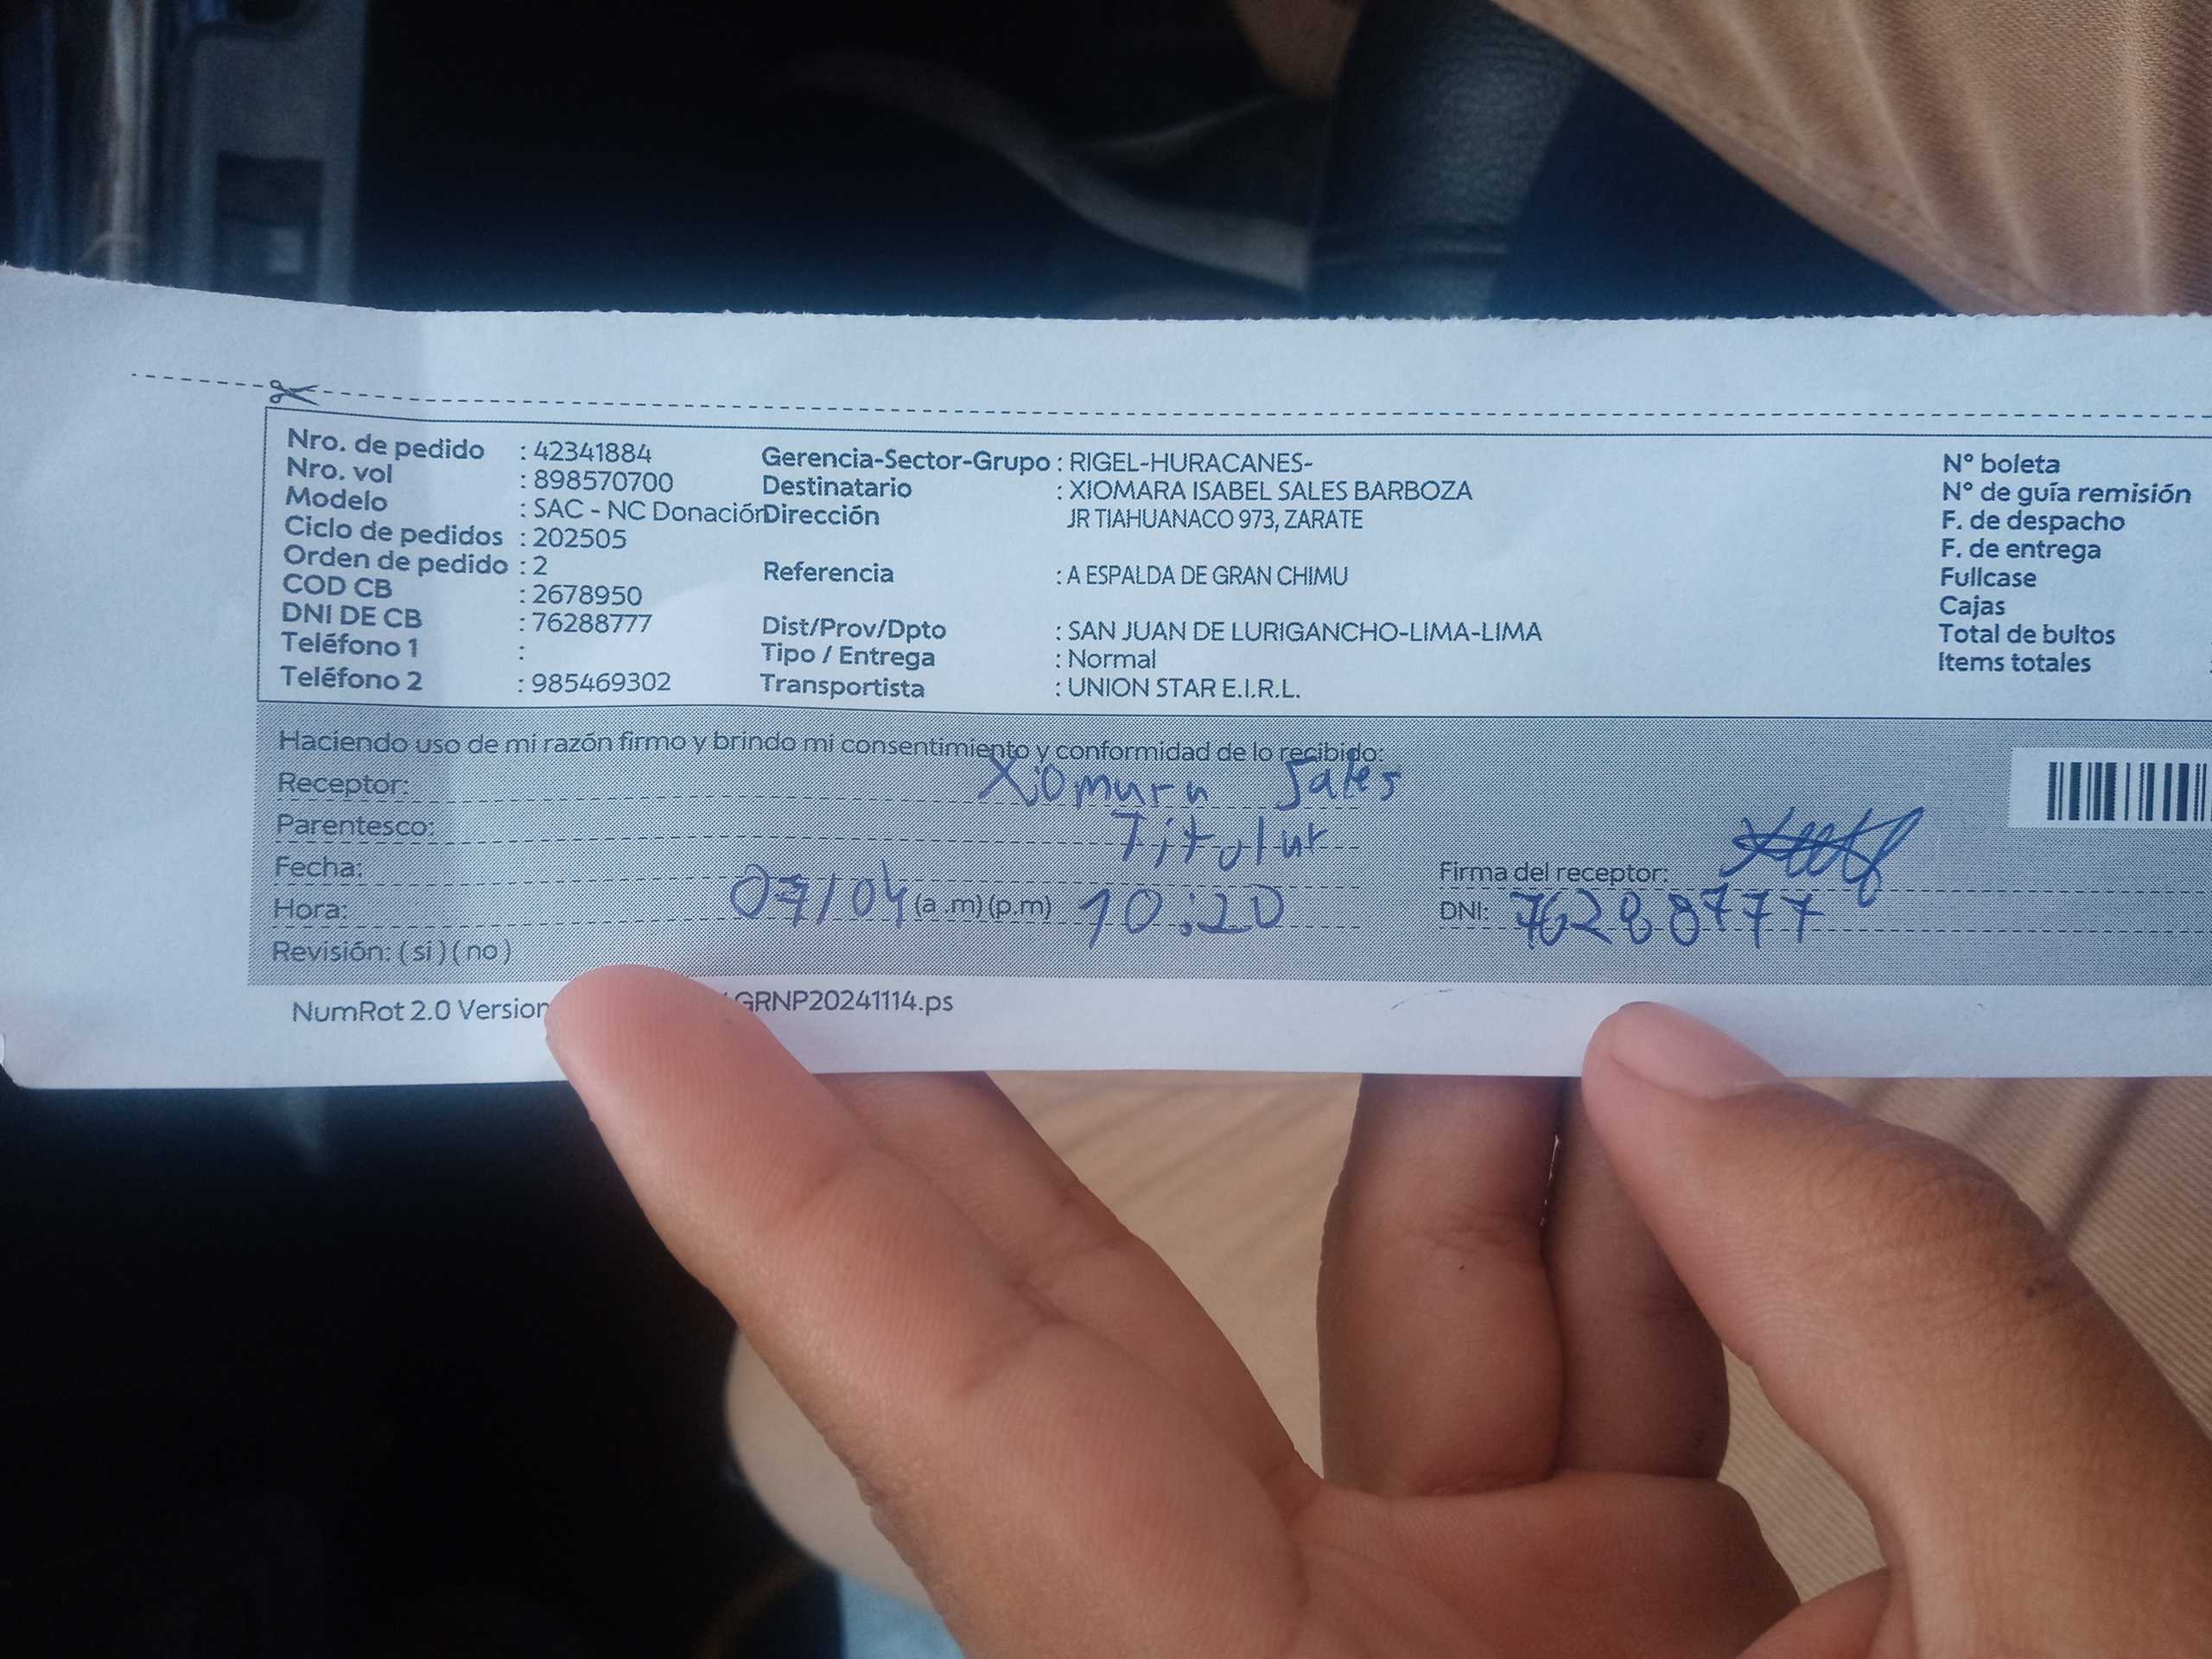 Nro. de pedido : 42341884
Nro. vol : 898570700
Modelo : SAC - NC Donación
Ciclo de pedidos : 202505
Orden de pedido : 2
COD CB : 2678950
DNI DE CB : 76288777
Teléfono 1 :
Teléfono 2 : 985469302
Gerencia-Sector-Grupo : RIGEL-HURACANES-
Destinatario : XIOMARA ISABEL SALES BARBOZA
Dirección JR TIAHUANACO 973, ZARATE
Referencia : A ESPALDA DE GRAN CHIMU
Dist/Prov/Dpto : SAN JUAN DE LURIGANCHO-LIMA-LIMA
Tipo / Entrega : Normal
Transportista : UNION STAR E.I.R.L.
N° boleta
N° de guía remisión
F. de despacho
F. de entrega
Fullcase
Cajas
Total de bultos
Items totales
Haciendo uso de mi razón firmo y brindo mi consentimiento y conformidad de lo recibido:
Receptor: Xiomara Sales
Parentesco: Titular
Fecha: 07/04
Hora: (a .m) (p.m) 10:20
Revisión: ( si ) ( no )
Firma del receptor:
DNI: 76288777
NumRot 2.0 Version GRNP20241114.ps